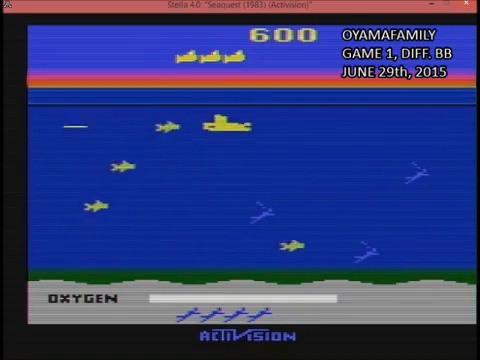 Stella 4.0: "Seaquest (1983) (Activision)"
600
OYAMAFAMILY
GAME 1, DIFF. BB
JUNE 29th, 2015
OXYGEN
ACTIVISION